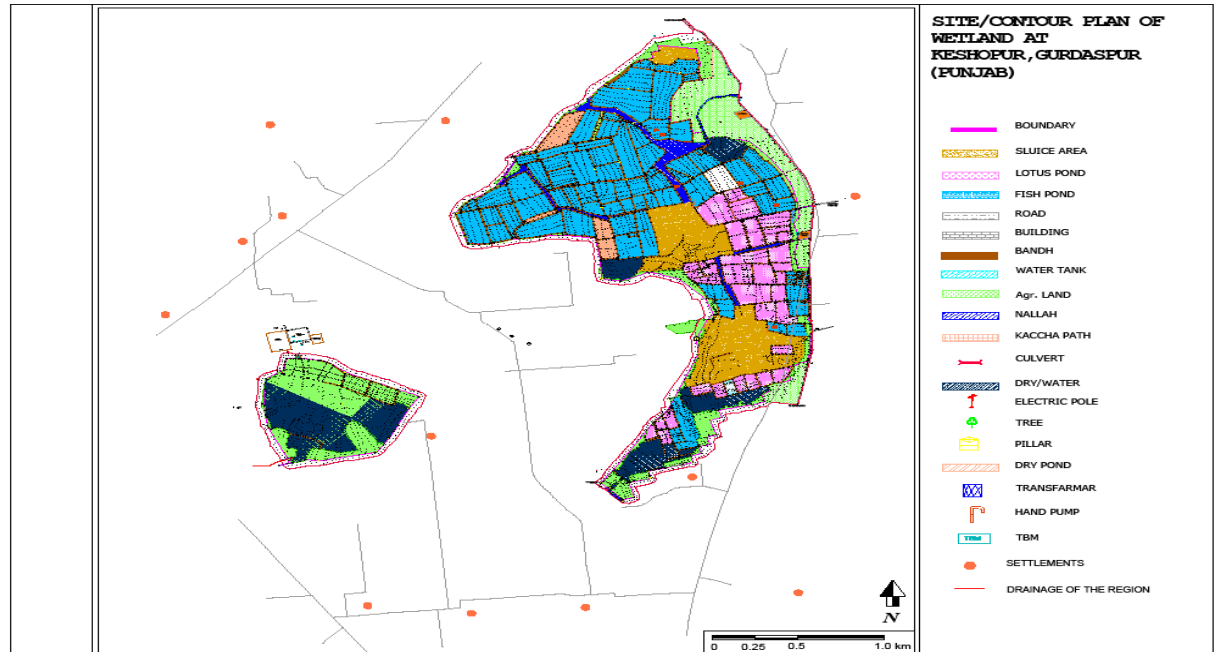 SITE/CONTOUR PLAN OF
WETLAND AT
KESHOPUR,GURDASPUR
(PUNJAB)
BOUNDARY
SLUICE AREA
LOTUS POND
FISH POND
ROAD
BUILDING
BANDH
WATER TANK
Agr. LAND
NALLAH
KACCHA PATH
CULVERT
DRY/WATER
ELECTRIC POLE
TREE
PILLAR
DRY POND
TRANSFARMAR
HAND PUMP
TBM TBM
SETTLEMENTS
DRAINAGE OF THE REGION
N
0 0.25 0.5 1.0 km